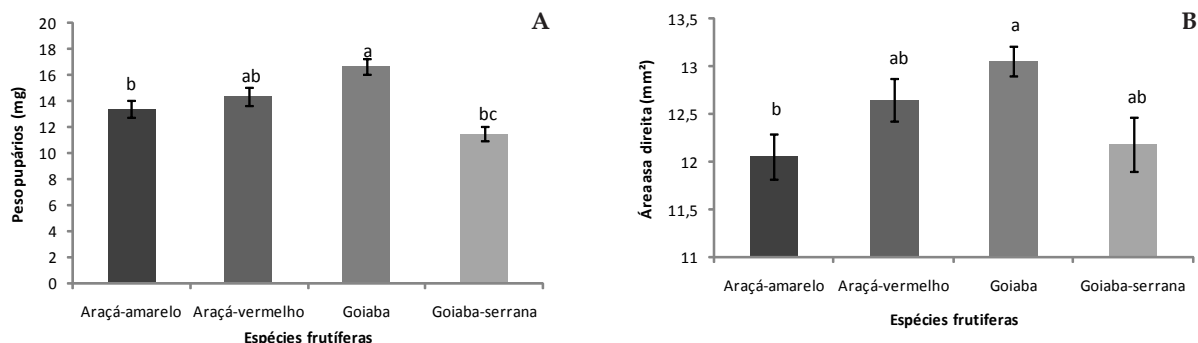 A
Peso pupários (mg)
20
18
16
14
12
10
8
6
4
2
0
b
ab
a
bc
Araçá-amarelo Araçá-vermelho Goiaba Goiaba-serrana
Espécies frutíferas
B
Área asa direita (mm²)
13,5
13
12,5
12
11,5
11
b
ab
a
ab
Araçá-amarelo Araçá-vermelho Goiaba Goiaba-serrana
Espécies frutiferas